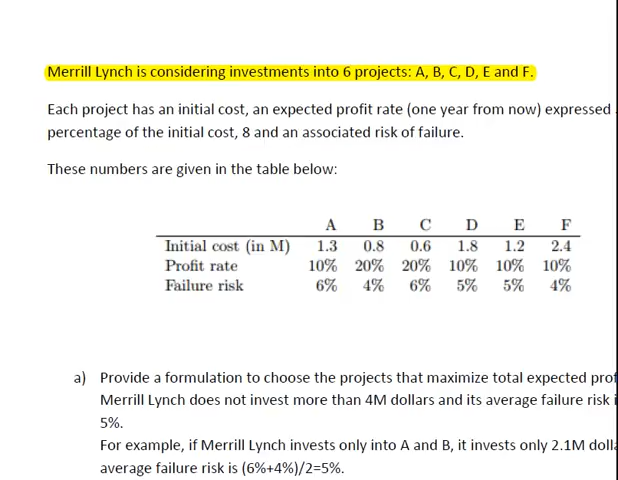 Merrill Lynch is considering investments into 6 projects: A, B, C, D, E and F.
Each project has an initial cost, an expected profit rate (one year from now) expressed
percentage of the initial cost, 8 and an associated risk of failure.
These numbers are given in the table below:
A B C D E F
Initial cost (in M) 1.3 0.8 0.6 1.8 1.2 2.4
Profit rate 10% 20% 20% 10% 10% 10%
Failure risk 6% 4% 6% 5% 5% 4%
a) Provide a formulation to choose the projects that maximize total expected
Merrill Lynch does not invest more than 4M dollars and its average failure risk
5%.
For example, if Merrill Lynch invests only into A and B, it invests only 2.1M
average failure risk is (6%+4%)/2=5%.